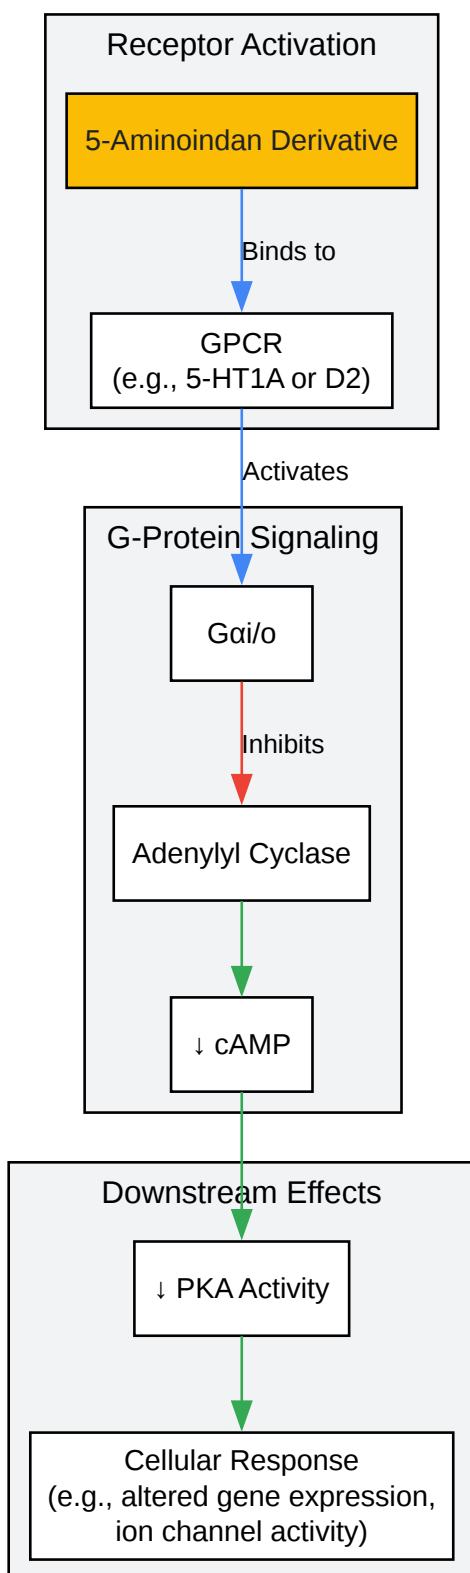 Receptor Activation
5-Aminoindan Derivative
Binds to
GPCR
(e.g., 5-HT1A or D2)
Activates
G-Protein Signaling
Gαi/o
Inhibits
Adenylyl Cyclase
↓ cAMP
Downstream Effects
↓ PKA Activity
Cellular Response
(e.g., altered gene expression,
ion channel activity)